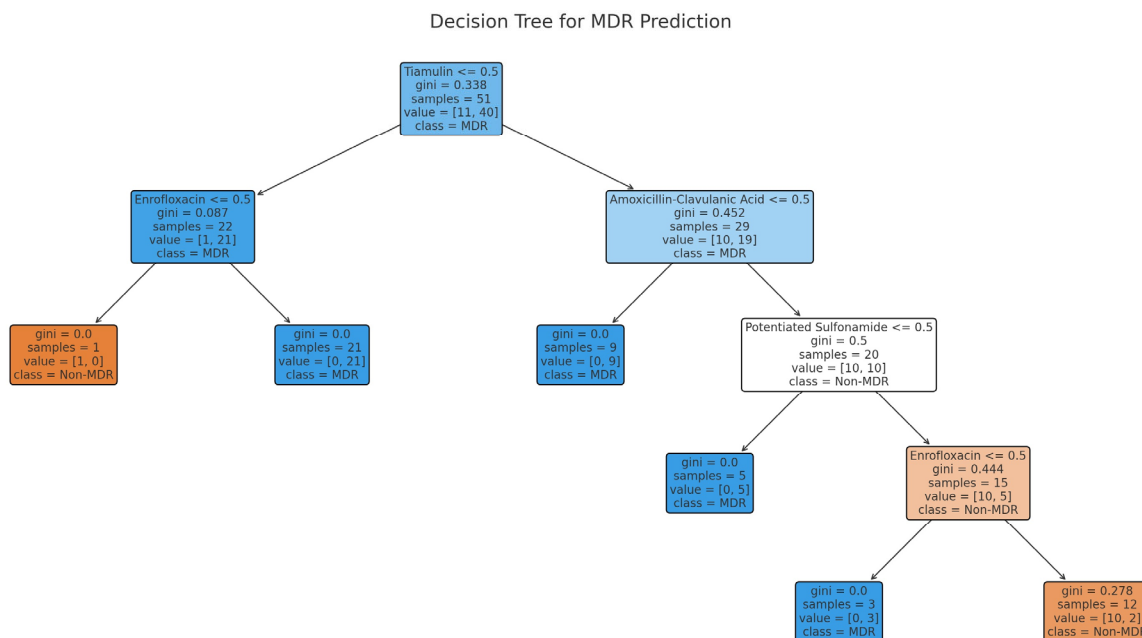 Decision Tree for MDR Prediction
Tiamulin <= 0.5
gini = 0.338
samples = 51
value = [11, 40]
class = MDR
Enrofloxacin <= 0.5
gini = 0.087
samples = 22
value = [1, 21]
class = MDR
Amoxicillin-Clavulanic Acid <= 0.5
gini = 0.452
samples = 29
value = [10, 19]
class = MDR
gini = 0.0
samples = 1
value = [1, 0]
class = Non-MDR
gini = 0.0
samples = 21
value = [0, 21]
class = MDR
gini = 0.0
samples = 9
value = [0, 9]
class = MDR
Potentiated Sulfonamide <= 0.5
gini = 0.5
samples = 20
value = [10, 10]
class = Non-MDR
gini = 0.0
samples = 5
value = [0, 5]
class = MDR
Enrofloxacin <= 0.5
gini = 0.444
samples = 15
value = [10, 5]
class = Non-MDR
gini = 0.0
samples = 3
value = [0, 3]
class = MDR
gini = 0.278
samples = 12
value = [10, 2]
class = Non-MDR